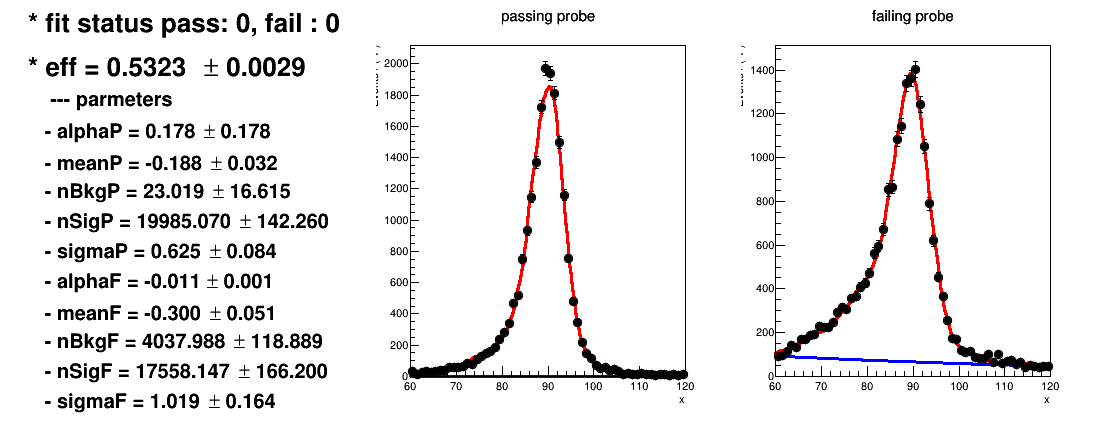 * fit status pass: 0, fail : 0
* eff = 0.5323 ± 0.0029
--- parmeters
- alphaP = 0.178 ± 0.178
- meanP = -0.188 ± 0.032
- nBkgP = 23.019 ± 16.615
- nSigP = 19985.070 ± 142.260
- sigmaP = 0.625 ± 0.084
- alphaF = -0.011 ± 0.001
- meanF = -0.300 ± 0.051
- nBkgF = 4037.988 ± 118.889
- nSigF = 17558.147 ± 166.200
- sigmaF = 1.019 ± 0.164
passing probe
2000
1800
1600
1400
1200
1000
800
600
400
200
0
60 70 80 90 100 110 120
x
failing probe
1400
1200
1000
800
600
400
200
0
60 70 80 90 100 110 120
x